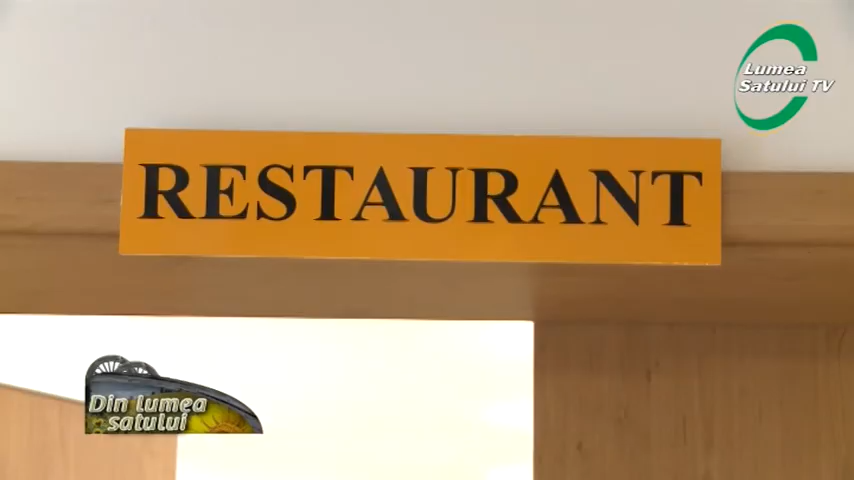 Lumea
Satului TV
RESTAURANT
Din lumea
satului